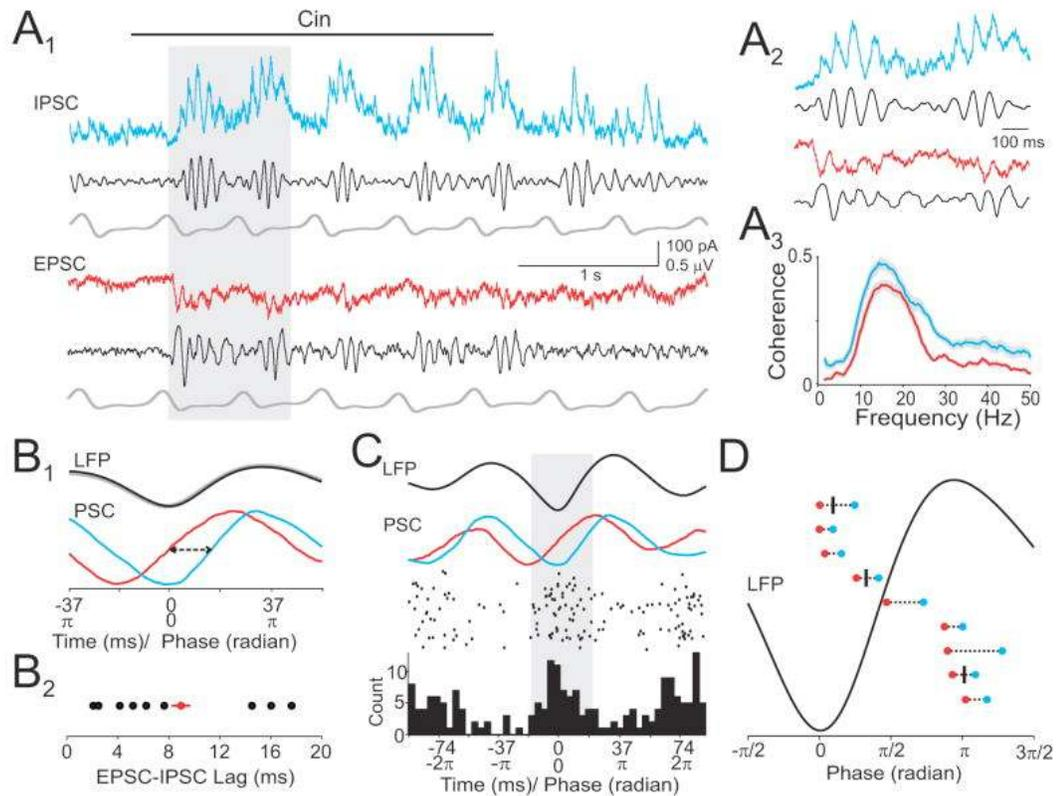 A1
Cin
IPSC
EPSC
100 pA
0.5 µV
1 s
A2
100 ms
A3
0.5
Coherence
0
0 10 20 30 40 50
Frequency (Hz)
B1
LFP
PSC
-37 0 37
π 0 π
Time (ms)/ Phase (radian)
B2
0 4 8 12 16 20
EPSC-IPSC Lag (ms)
C
LFP
PSC
10
5
0
Count
-74 -37 0 37 74
-2π -π 0 π 2π
Time (ms)/ Phase (radian)
D
LFP
-π/2 0 π/2 π 3π/2
Phase (radian)